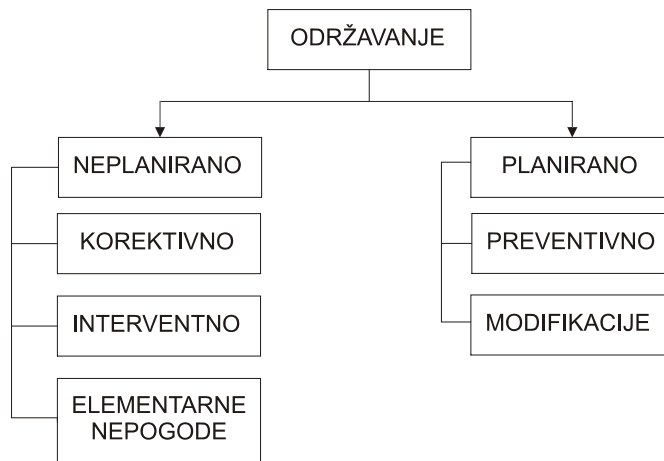 ODRŽAVANJE
NEPLANIRANO
KOREKTIVNO
INTERVENTNO
ELEMENTARNE
NEPOGODE
PLANIRANO
PREVENTIVNO
MODIFIKACIJE